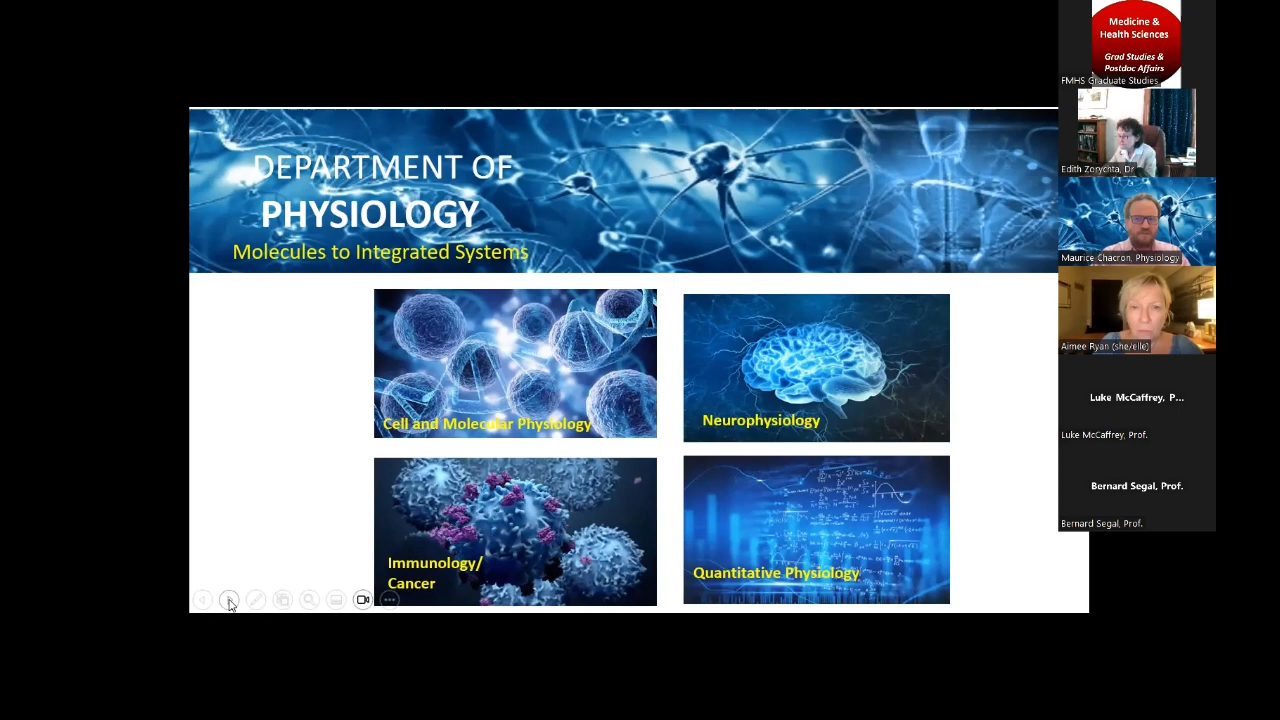 DEPARTMENT OF
PHYSIOLOGY
Molecules to Integrated Systems
Cell and Molecular Physiology
Neurophysiology
Immunology/
Cancer
Quantitative Physiology
Medicine &
Health Sciences
Grad Studies &
Postdoc Affairs
FMHS Graduate Studies
Edith Zorychta, Dr
Maurice Chacron, Physiology
Aimee Ryan (she/elle)
Luke McCaffrey, P...
Luke McCaffrey, Prof.
Bernard Segal, Prof.
Bernard Segal, Prof.